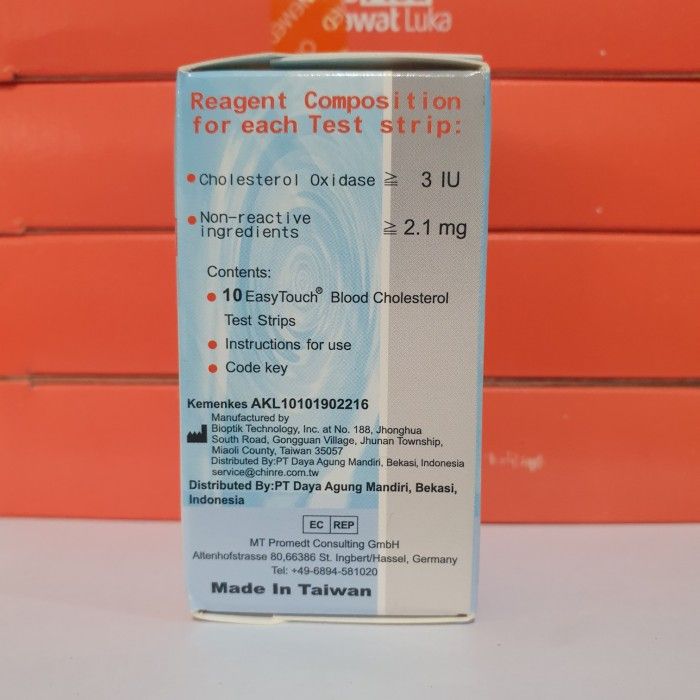 Luka
Reagent Composition
for each Test strip:
• Cholesterol Oxidase ≧ 3 IU
• Non-reactive
ingredients ≧ 2.1 mg
Contents:
• 10 EasyTouch® Blood Cholesterol
Test Strips
• Instructions for use
• Code key
Kemenkes AKL10101902216
Manufactured by
Bioptik Technology, Inc. at No. 188, Jhonghua
South Road, Gongguan Village, Jhunan Township,
Miaoli County, Taiwan 35057
Distributed By:PT Daya Agung Mandiri, Bekasi, Indonesia
service@chinre.com.tw
Distributed By:PT Daya Agung Mandiri, Bekasi,
Indonesia
EC REP
MT Promedt Consulting GmbH
Altenhofstrasse 80,66386 St. Ingbert/Hassel, Germany
Tel: +49-6894-581020
Made In Taiwan